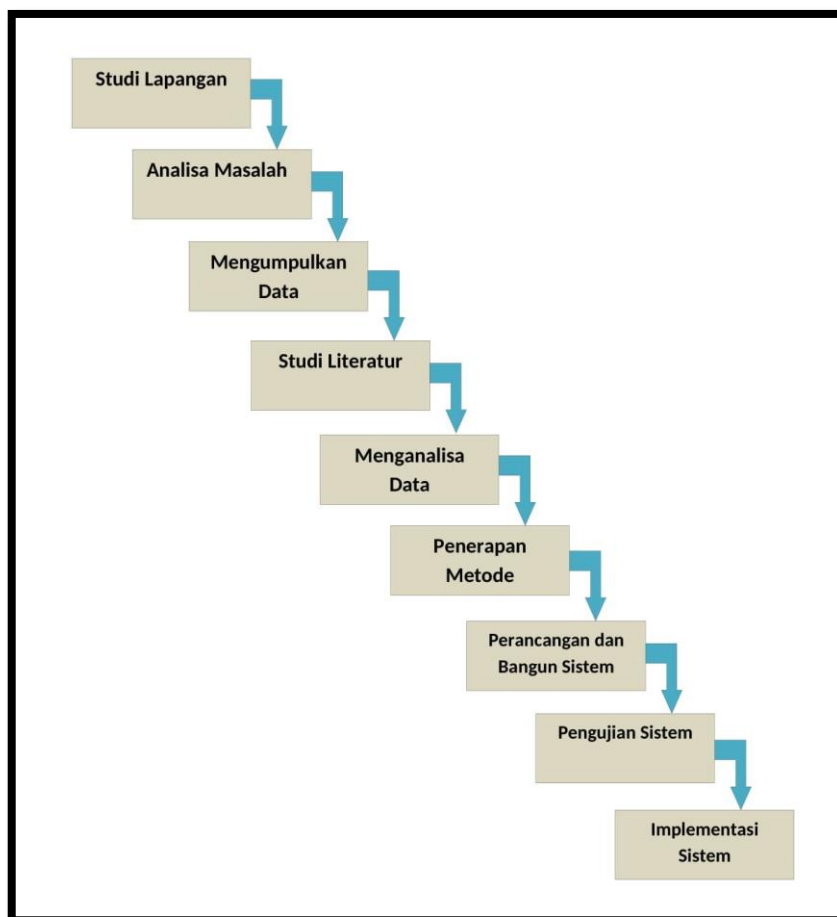 Studi Lapangan
Analisa Masalah
Mengumpulkan
Data
Studi Literatur
Menganalisa
Data
Penerapan
Metode
Perancangan dan
Bangun Sistem
Pengujian Sistem
Implementasi
Sistem